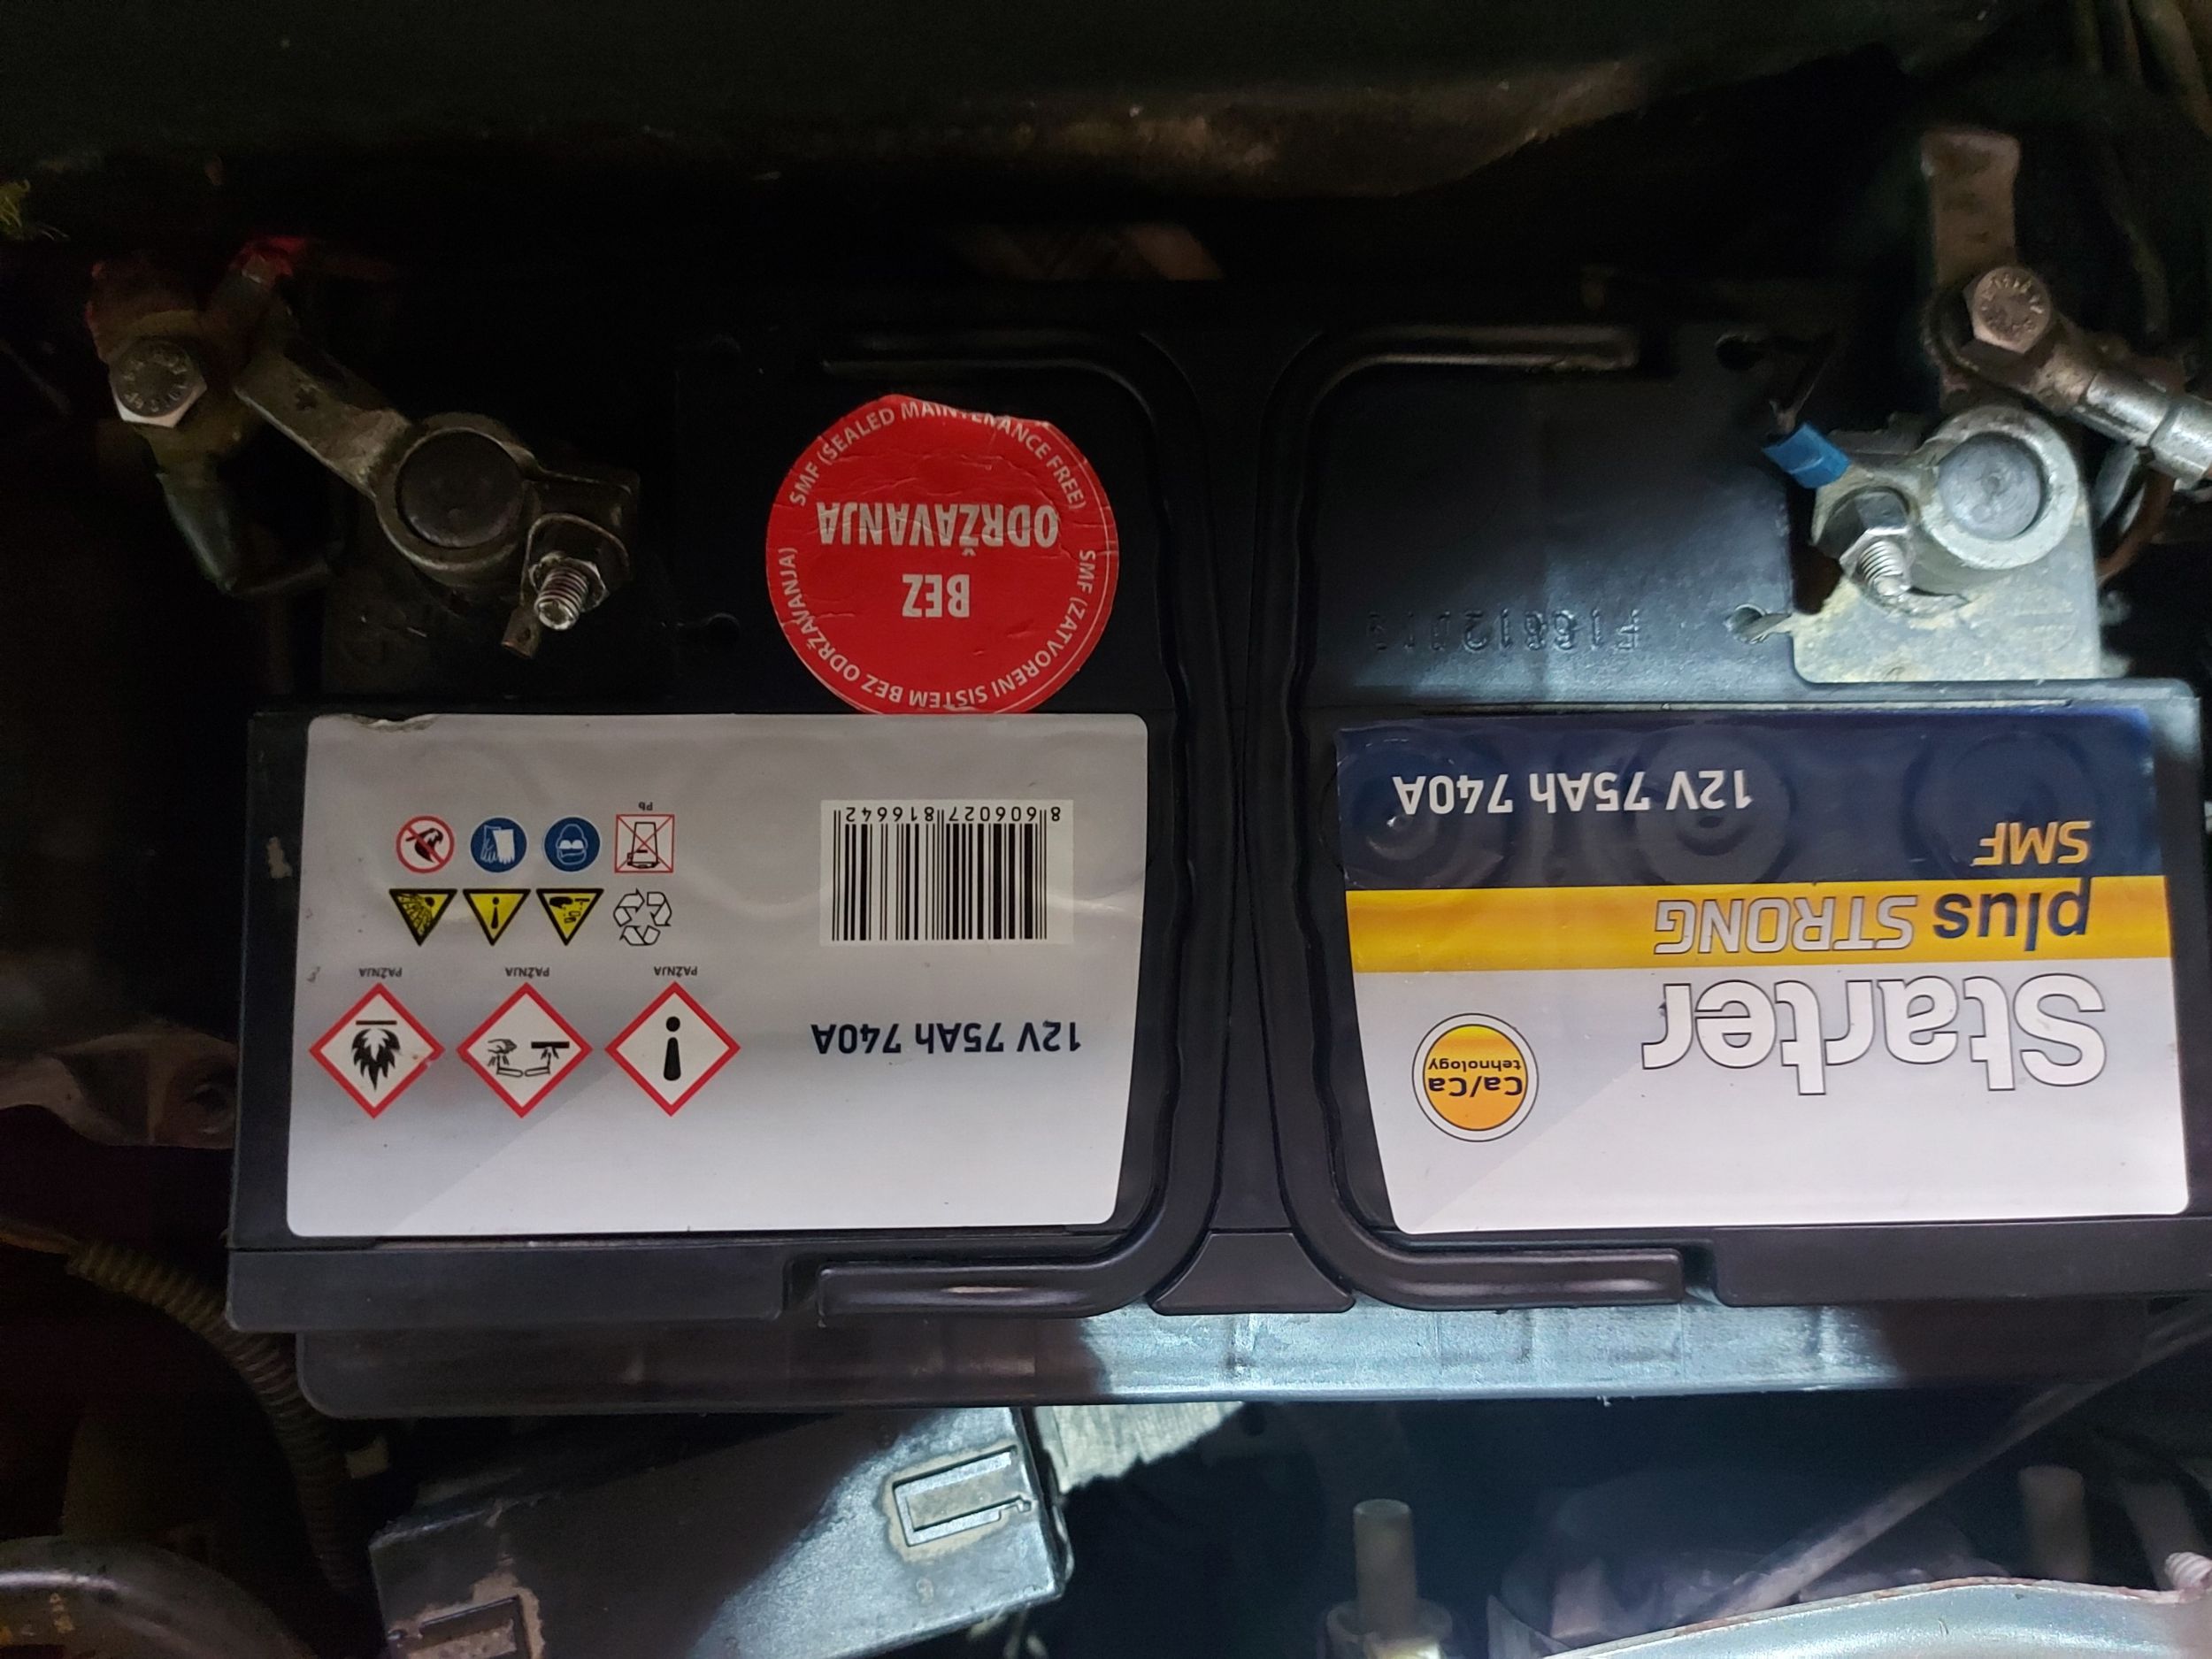 Starter
plus STRONG
SMF
12V 75Ah 740A
Ca/Ca
tehnology
12V 75Ah 740A
PAŽNJA
PAŽNJA
PAŽNJA
8 606027 816642
Pb
SMF (ZATVORENI SISTEM BEZ ODRŽAVANJA)
BEZ
ODRŽAVANJA
SMF (SEALED MAINTENANCE FREE)